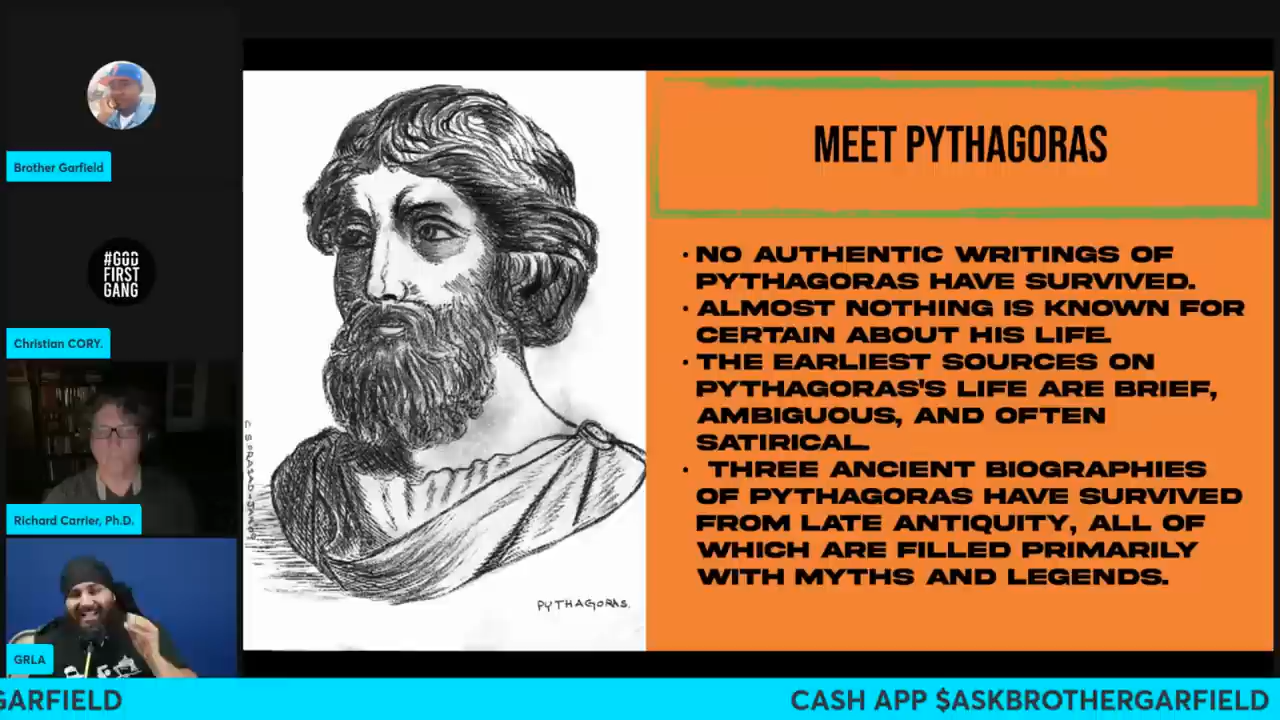 Brother Garfield
#GOD
FIRST
GANG
Christian CORY.
Richard Carrier, Ph.D.
GRLA
PYTHAGORAS.
MEET PYTHAGORAS
• NO AUTHENTIC WRITINGS OF
PYTHAGORAS HAVE SURVIVED.
• ALMOST NOTHING IS KNOWN FOR
CERTAIN ABOUT HIS LIFE.
• THE EARLIEST SOURCES ON
PYTHAGORAS'S LIFE ARE BRIEF,
AMBIGUOUS, AND OFTEN
SATIRICAL.
• THREE ANCIENT BIOGRAPHIES
OF PYTHAGORAS HAVE SURVIVED
FROM LATE ANTIQUITY, ALL OF
WHICH ARE FILLED PRIMARILY
WITH MYTHS AND LEGENDS.
GARFIELD
CASH APP $ASKBROTHERGARFIELD